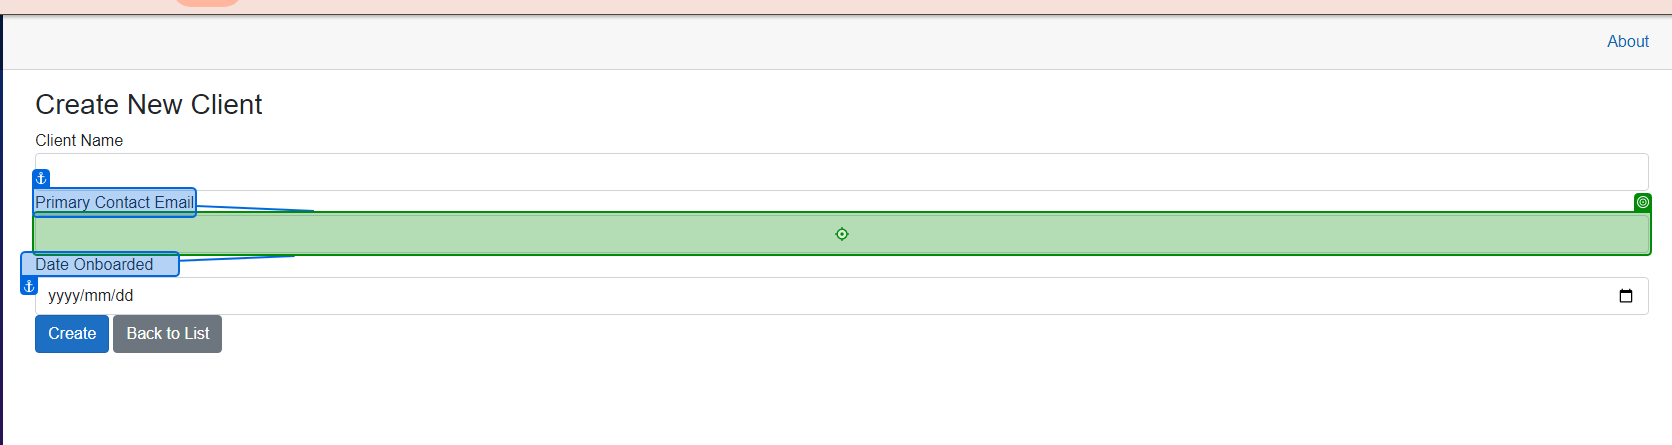 About
Create New Client
Client Name
Primary Contact Email
Date Onboarded
yyyy/mm/dd
Create Back to List